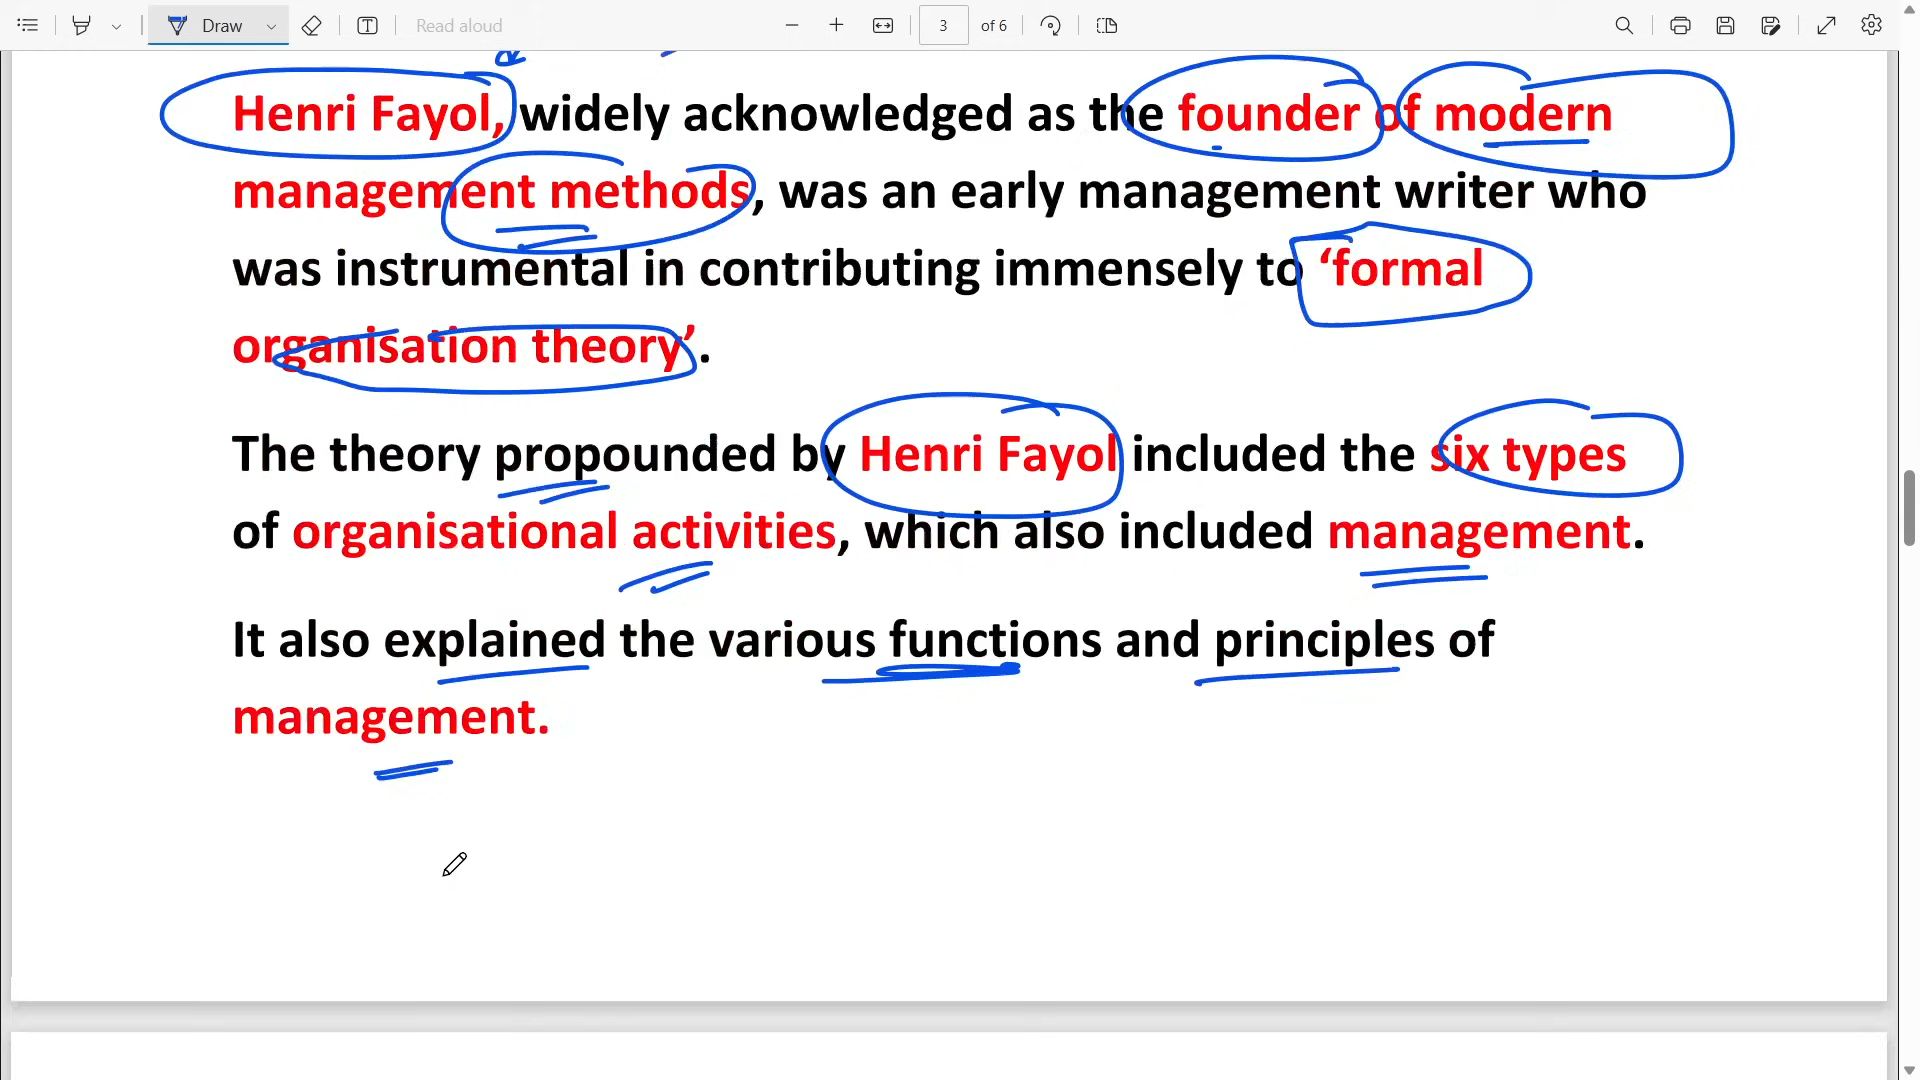 Draw
Read aloud
3 of 6
Henri Fayol, widely acknowledged as the founder of modern
management methods, was an early management writer who
was instrumental in contributing immensely to ‘formal
organisation theory’.
The theory propounded by Henri Fayol included the six types
of organisational activities, which also included management.
It also explained the various functions and principles of
management.